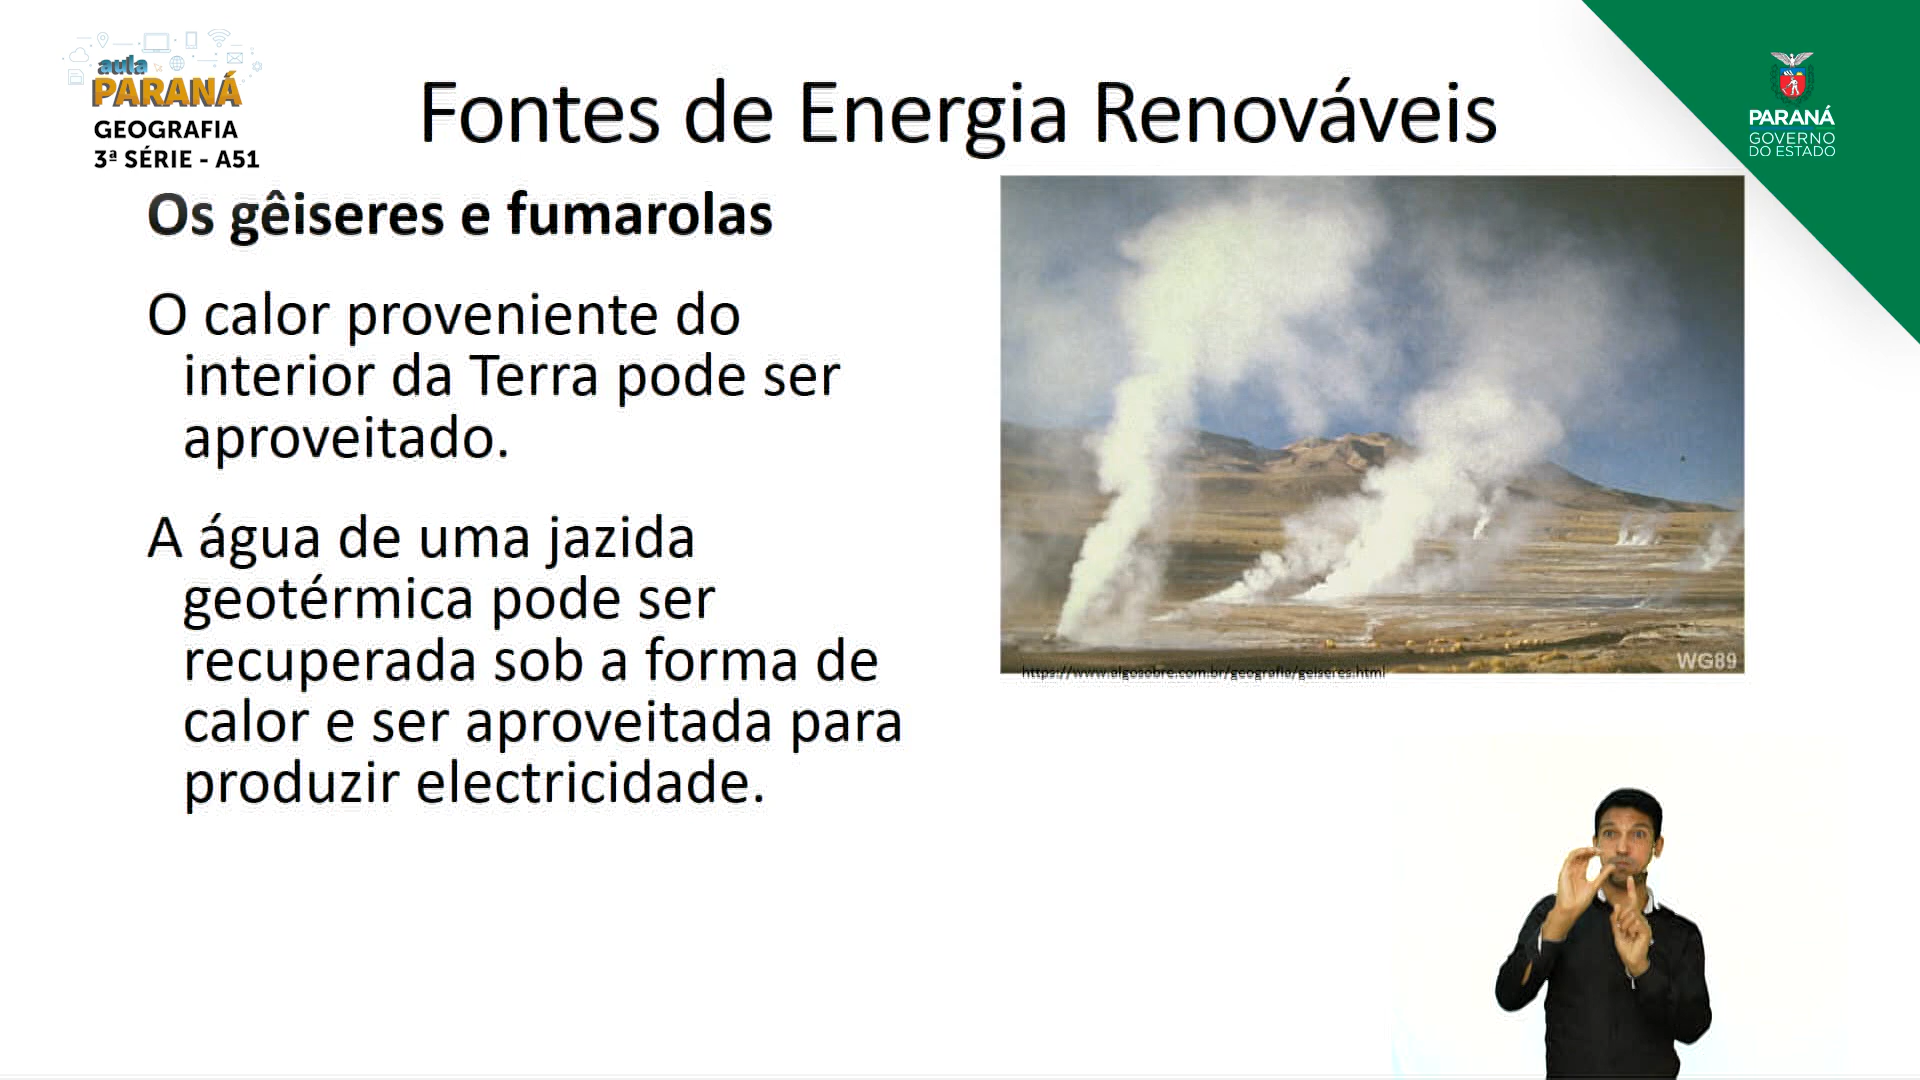 aula
PARANÁ
GEOGRAFIA
3ª SÉRIE - A51
Fontes de Energia Renováveis
PARANÁ
GOVERNO
DO ESTADO
Os gêiseres e fumarolas
O calor proveniente do
interior da Terra pode ser
aproveitado.
A água de uma jazida
geotérmica pode ser
recuperada sob a forma de
calor e ser aproveitada para
produzir electricidade.
WG89
https://www.algosobre.com.br/geografia/geiseres.html